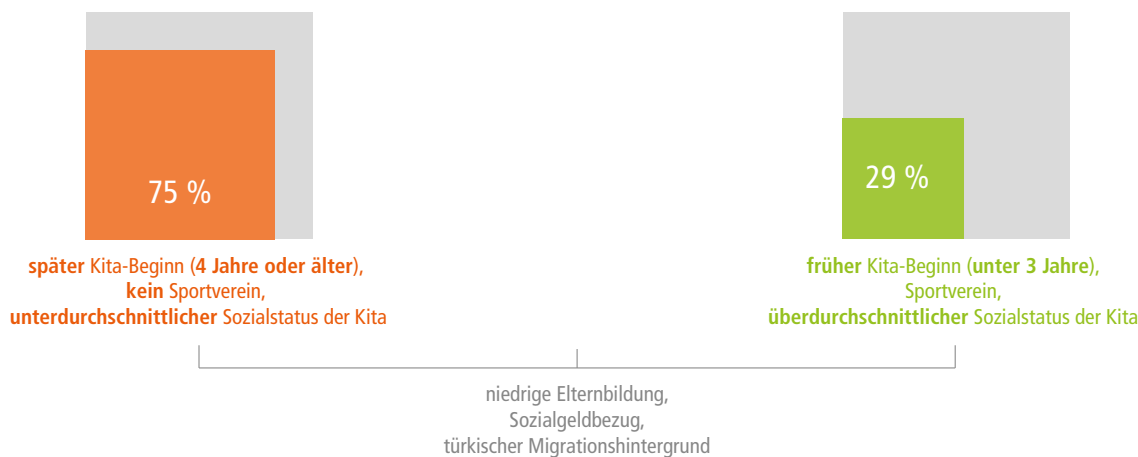 75 %
29 %
später Kita-Beginn (4 Jahre oder älter),
kein Sportverein,
unterdurchschnittlicher Sozialstatus der Kita
früher Kita-Beginn (unter 3 Jahre),
Sportverein,
überdurchschnittlicher Sozialstatus der Kita
niedrige Elternbildung,
Sozialgeldbezug,
türkischer Migrationshintergrund